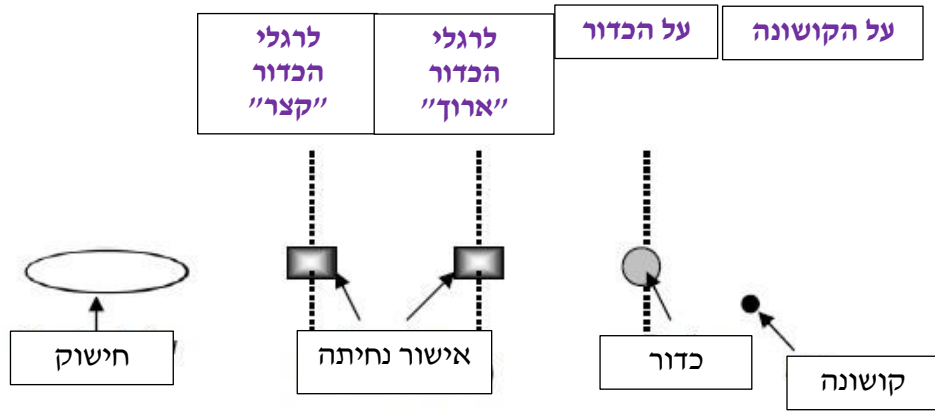 על הקושונה
על הכדור
לרגלי
הכדור
״ארוך״
לרגלי
הכדור
״קצר״
קושונה
כדור
אישור נחיתה
חישוק